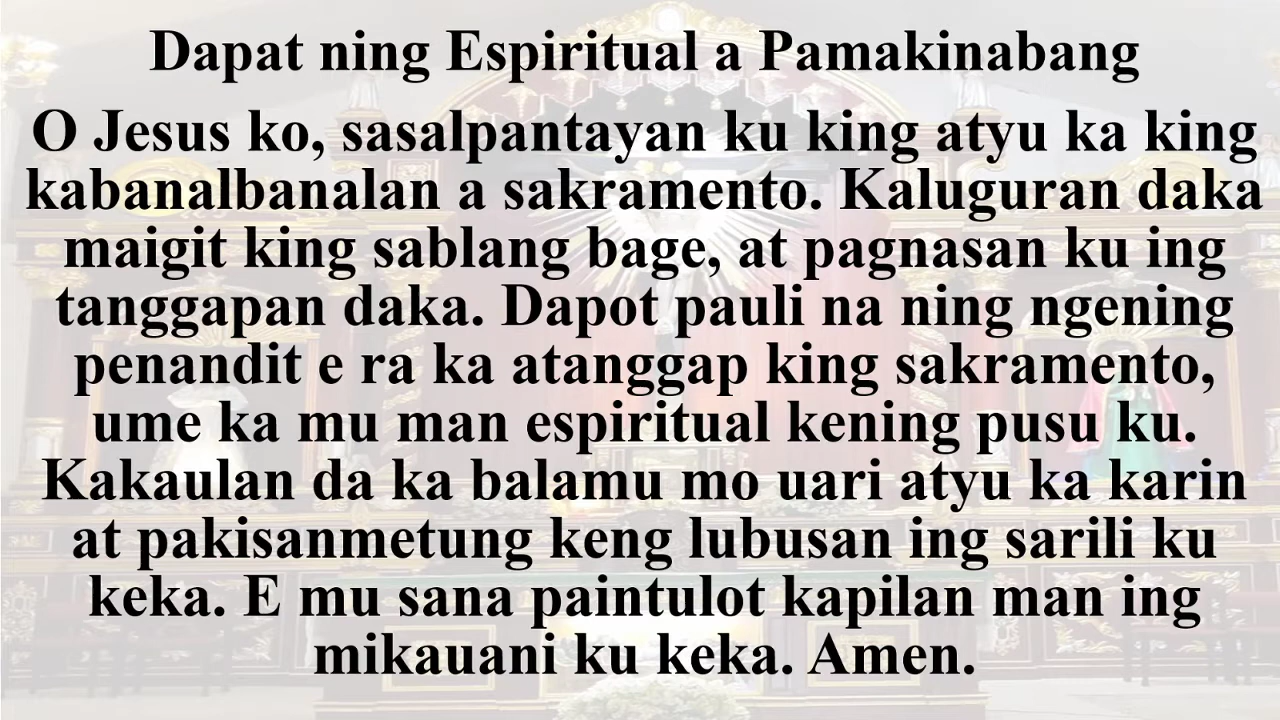 Dapat ning Espiritual a Pamakinabang
O Jesus ko, sasalpantayan ku king atyu ka king
kabanalbanalan a sakramento. Kaluguran daka
maigit king sablang bage, at pagnasan ku ing
tanggapan daka. Dapot pauli na ning ngening
penandit e ra ka atanggap king sakramento,
ume ka mu man espiritual kening pusu ku.
Kakaulan da ka balamu mo uari atyu ka karin
at pakisanmetung keng lubusan ing sarili ku
keka. E mu sana paintulot kapilan man ing
mikauani ku keka. Amen.